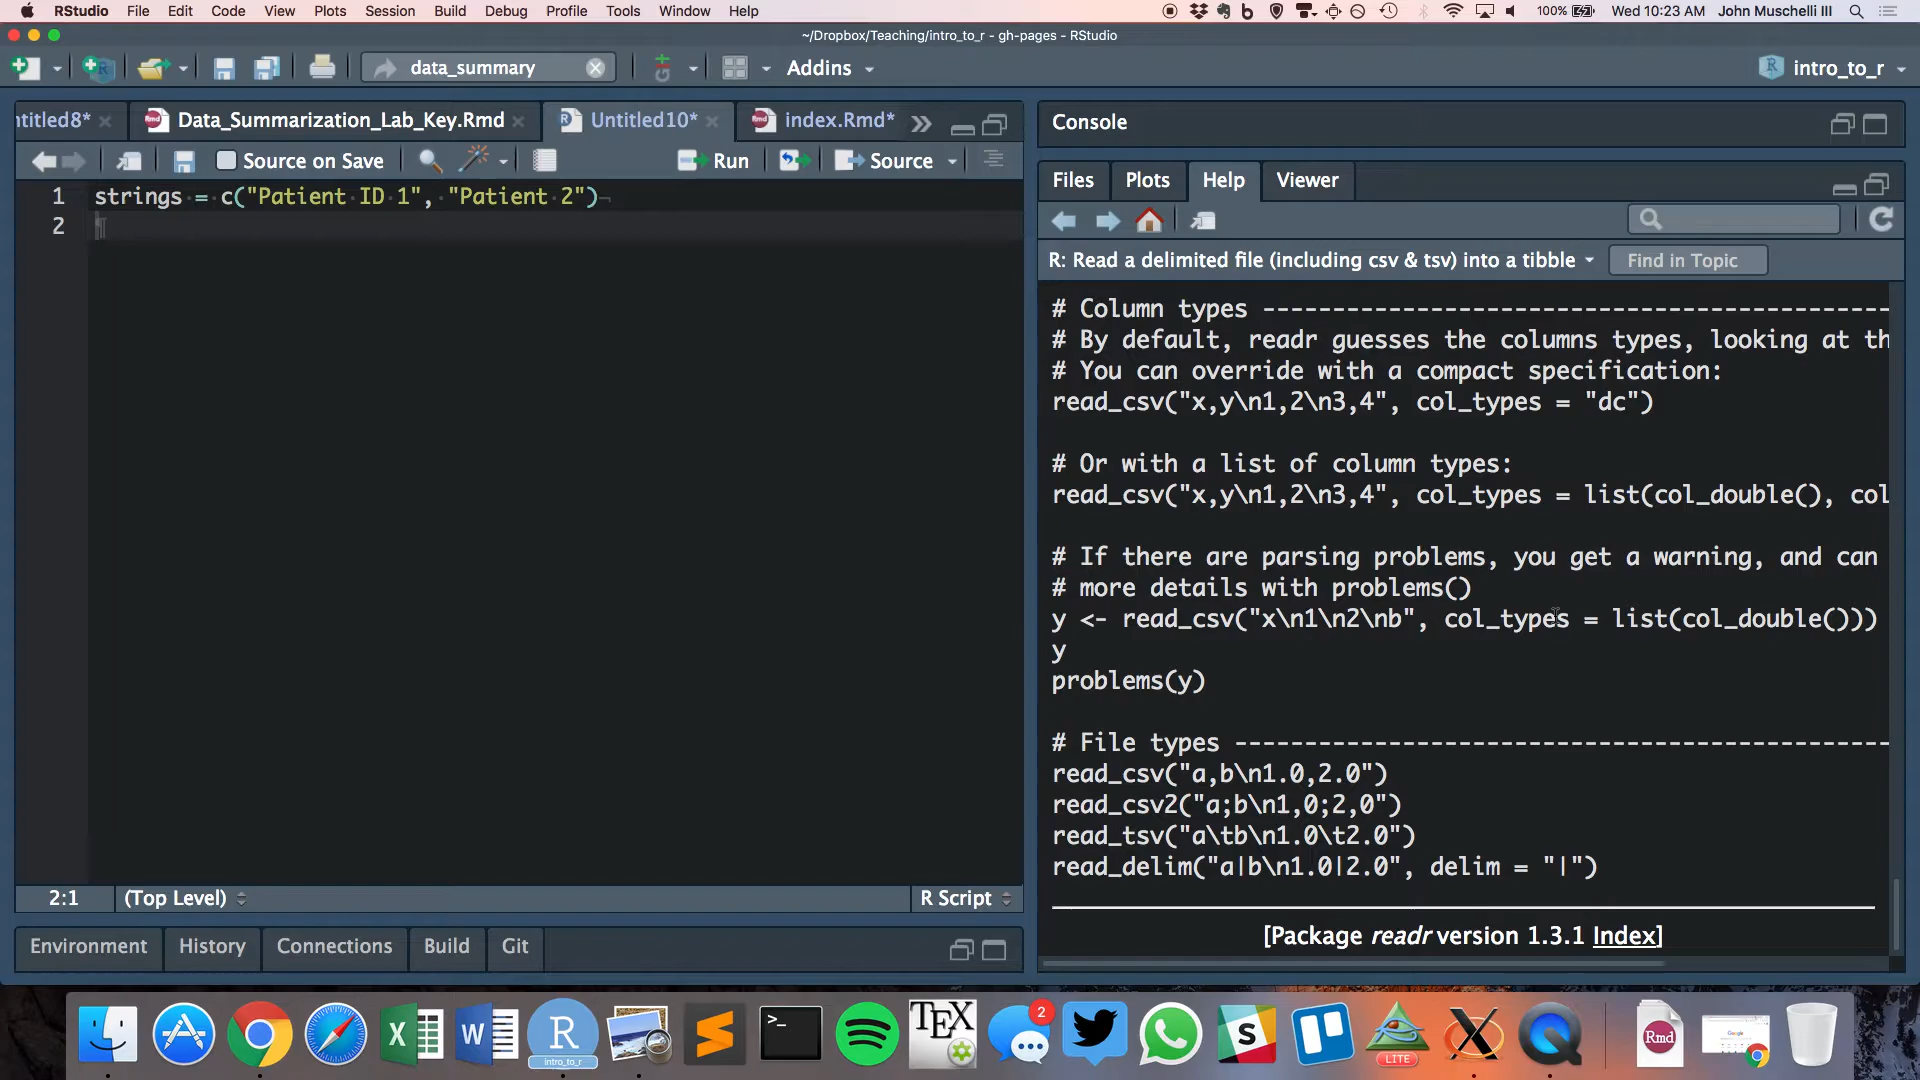 RStudio File Edit Code View Plots Session Build Debug Profile Tools Window Help 100% Wed 10:23 AM John Muschelli III
~/Dropbox/Teaching/intro_to_r - gh-pages - RStudio
data_summary Addins intro_to_r
ntitled8* Data_Summarization_Lab_Key.Rmd Untitled10* index.Rmd*
Source on Save Run Source
1 strings = c("Patient ID 1", "Patient 2")
2
2:1 (Top Level) R Script
Environment History Connections Build Git
Console
Files Plots Help Viewer
R: Read a delimited file (including csv & tsv) into a tibble Find in Topic
# Column types ---------------------------------------------
# By default, readr guesses the columns types, looking at th
# You can override with a compact specification:
read_csv("x,y\n1,2\n3,4", col_types = "dc")
# Or with a list of column types:
read_csv("x,y\n1,2\n3,4", col_types = list(col_double(), col
# If there are parsing problems, you get a warning, and can
# more details with problems()
y <- read_csv("x\n1\n2\nb", col_types = list(col_double()))
y
problems(y)
# File types -----------------------------------------------
read_csv("a,b\n1.0,2.0")
read_csv2("a;b\n1,0;2,0")
read_tsv("a\tb\n1.0\t2.0")
read_delim("a|b\n1.0|2.0", delim = "|")
[Package readr version 1.3.1 Index]
X W R intro_to_r >_ TEX 2 S LITE X Rmd